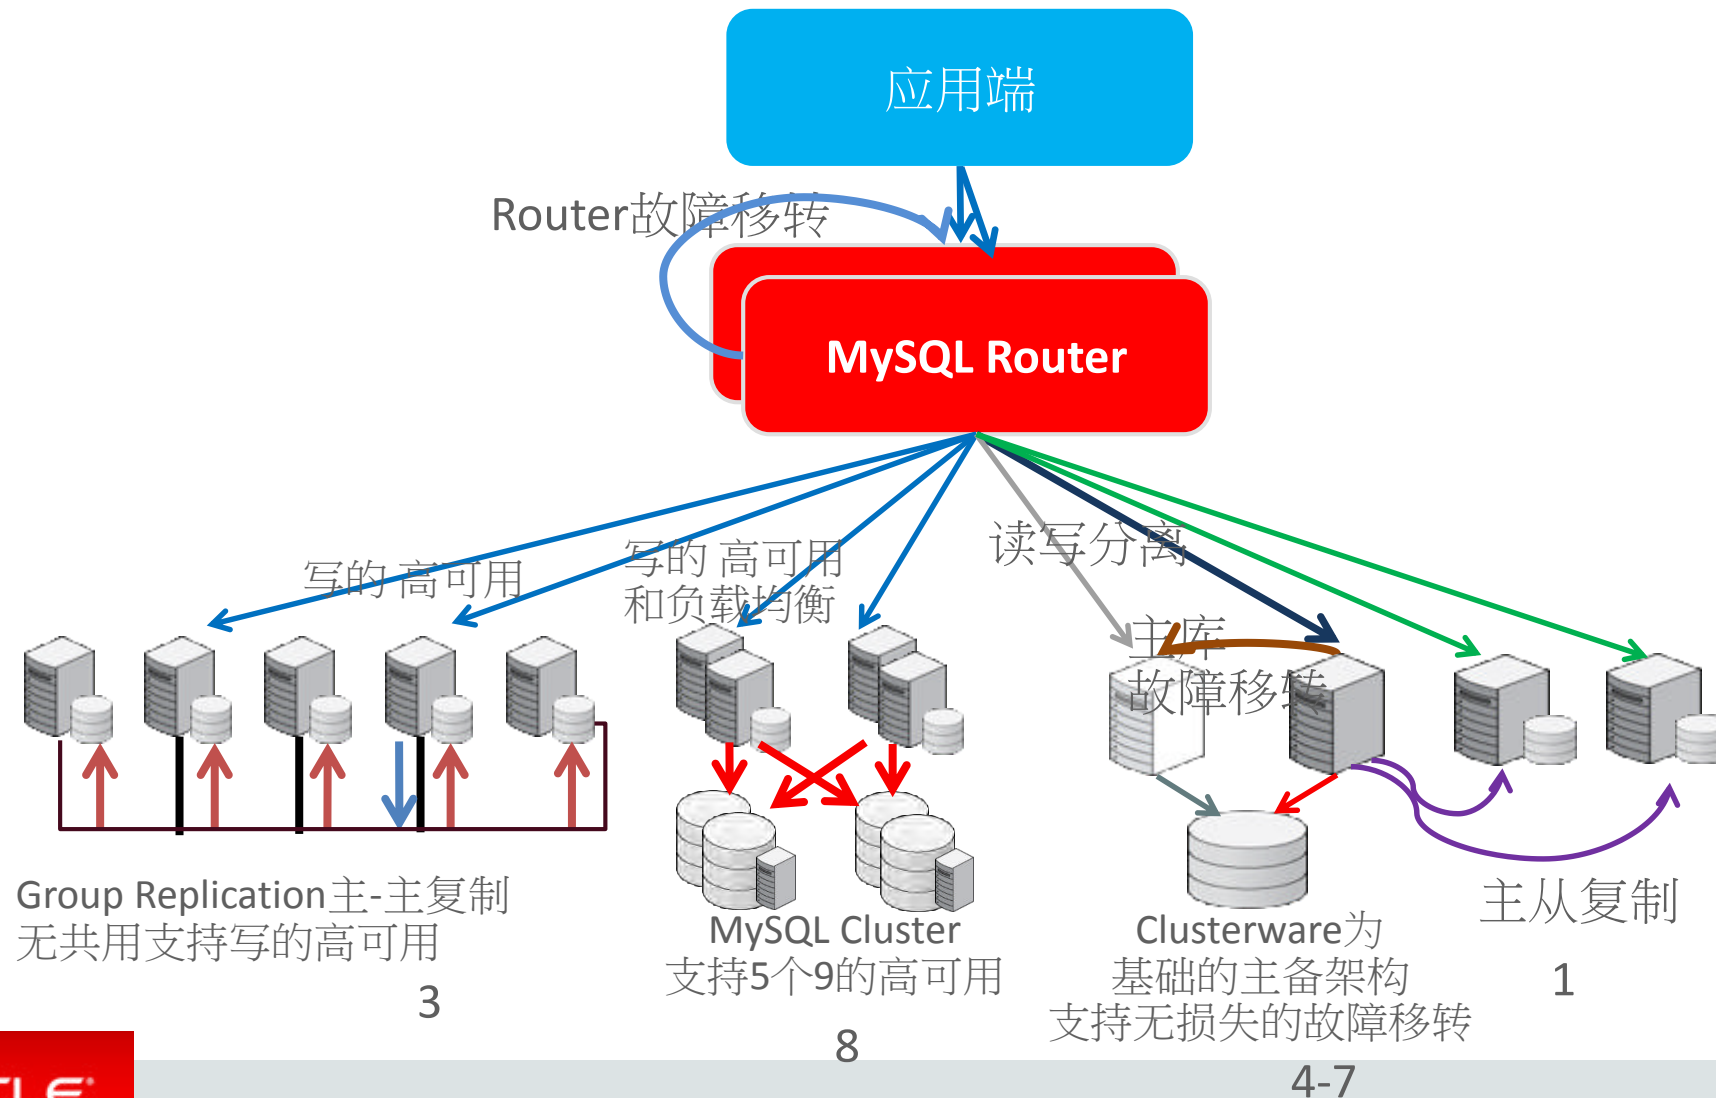 应用端
Router故障移转
MySQL Router
写的 高可用
写的 高可用
和负载均衡
读写分离
主库
故障移转
Group Replication主-主复制
无共用支持写的高可用
3
MySQL Cluster
支持5个9的高可用
8
Clusterware为
基础的主备架构
支持无损失的故障移转
4-7
主从复制
1